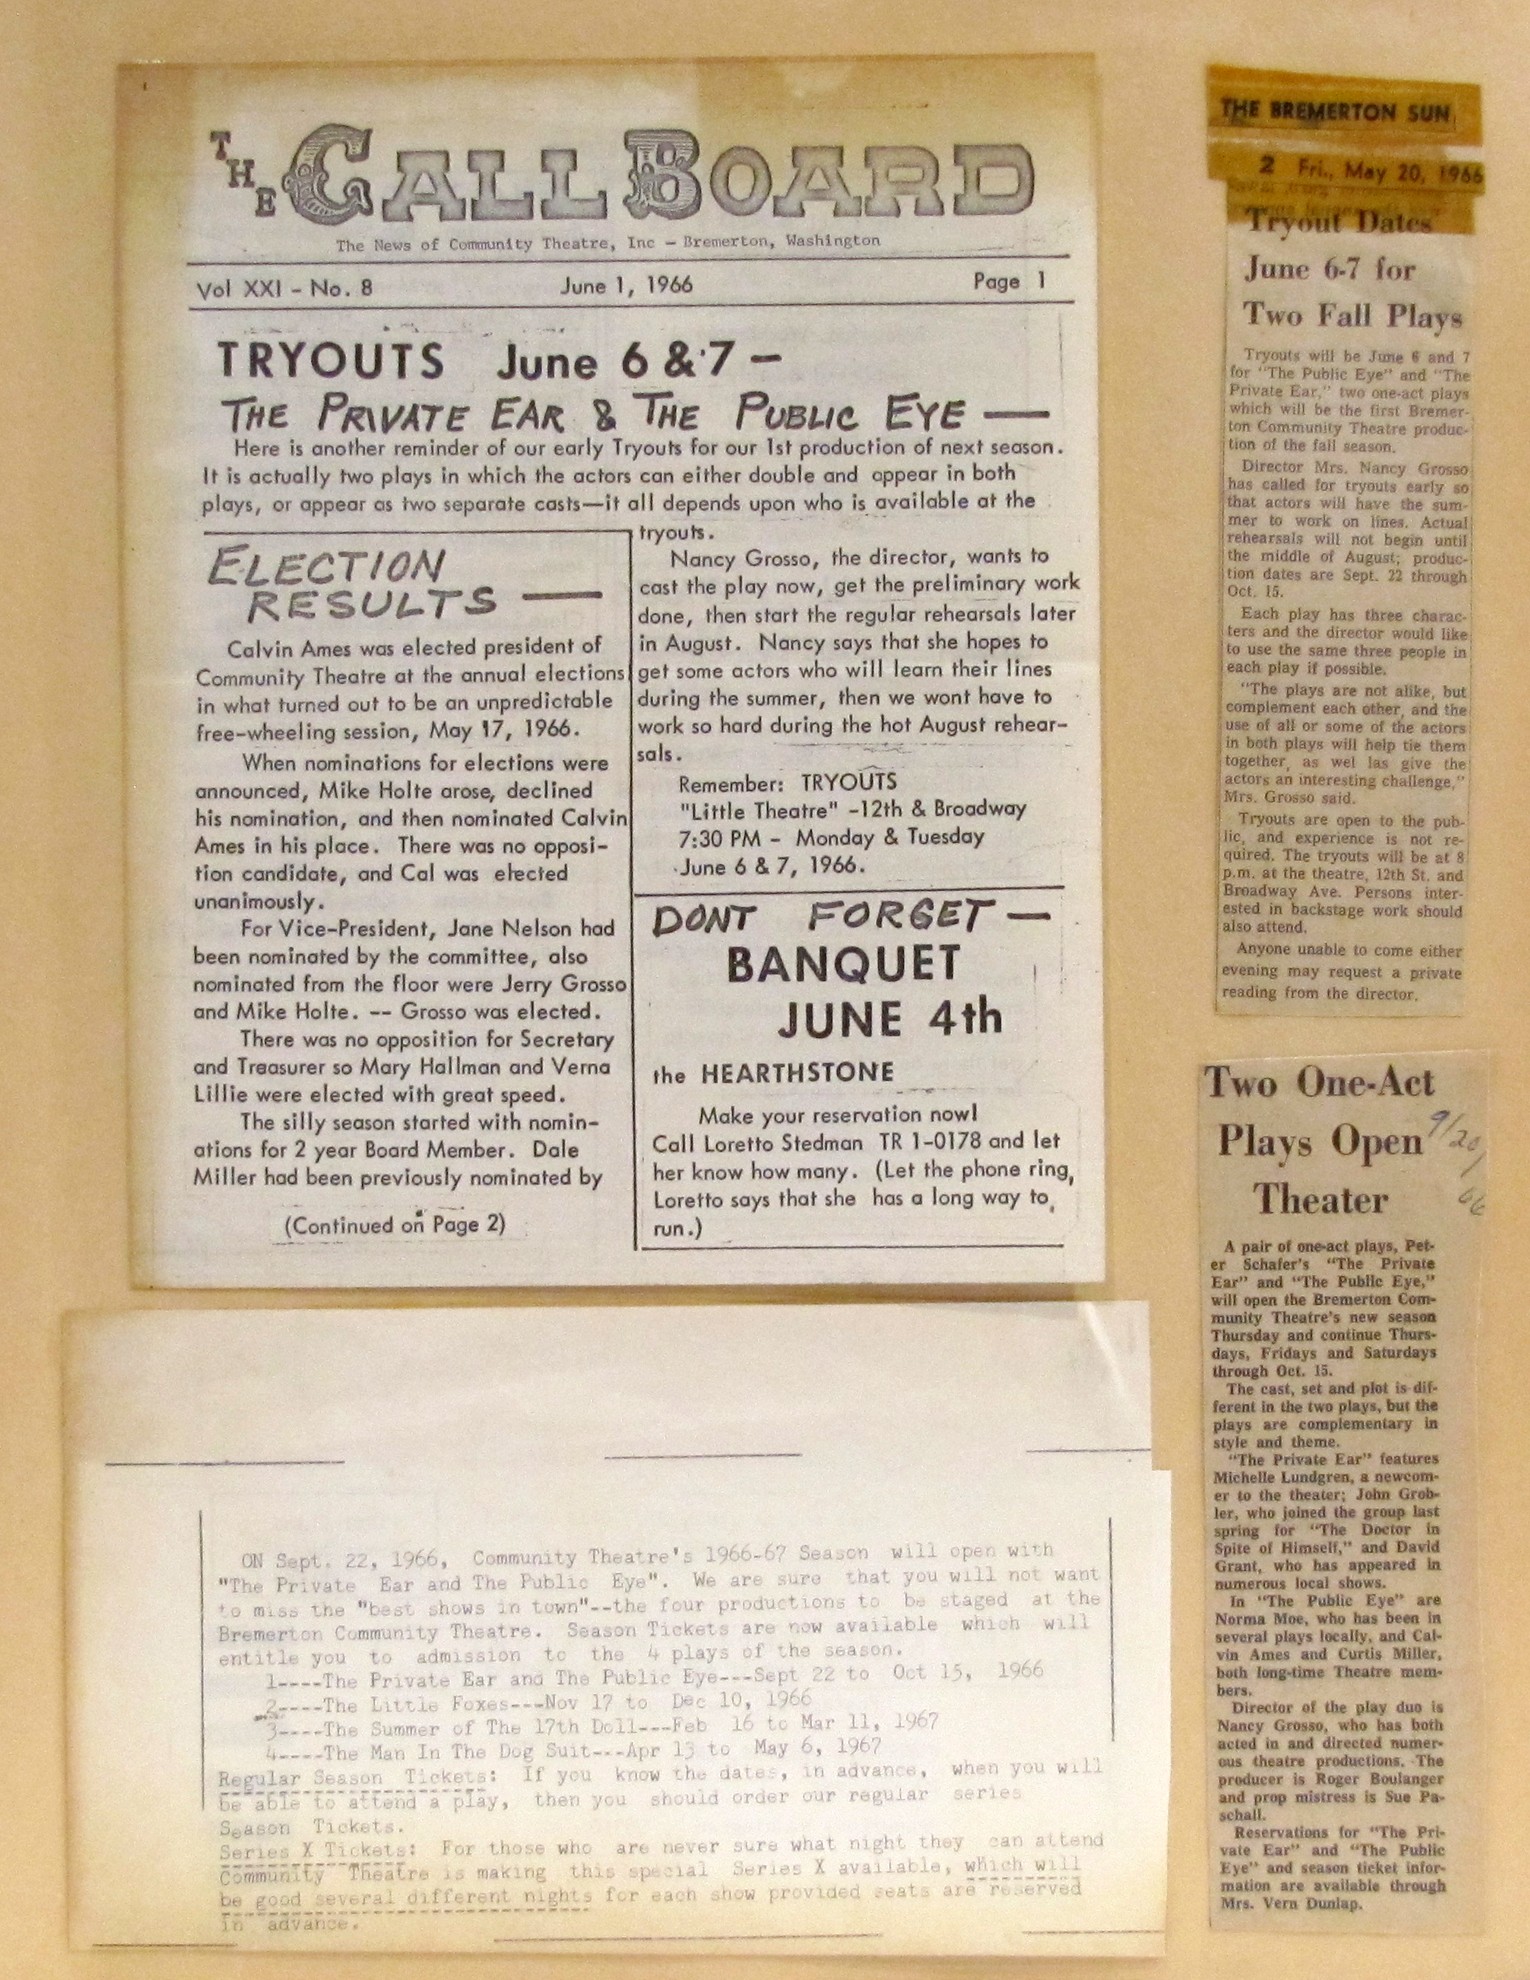 THE CALL BOARD
The News of Community Theatre, Inc - Bremerton, Washington
Vol XXI - No. 8 June 1, 1966 Page 1
TRYOUTS June 6 & 7 -
THE PRIVATE EAR & THE PUBLIC EYE —
Here is another reminder of our early Tryouts for our 1st production of next season.
It is actually two plays in which the actors can either double and appear in both
plays, or appear as two separate casts—it all depends upon who is available at the
tryouts.
Nancy Grosso, the director, wants to
cast the play now, get the preliminary work
done, then start the regular rehearsals later
in August. Nancy says that she hopes to
get some actors who will learn their lines
during the summer, then we wont have to
work so hard during the hot August rehear-
sals.
Remember: TRYOUTS
"Little Theatre" -12th & Broadway
7:30 PM - Monday & Tuesday
June 6 & 7, 1966.
ELECTION
RESULTS —
Calvin Ames was elected president of
Community Theatre at the annual elections
in what turned out to be an unpredictable
free-wheeling session, May 17, 1966.
When nominations for elections were
announced, Mike Holte arose, declined
his nomination, and then nominated Calvin
Ames in his place. There was no opposi-
tion candidate, and Cal was elected
unanimously.
For Vice-President, Jane Nelson had
been nominated by the committee, also
nominated from the floor were Jerry Grosso
and Mike Holte. -- Grosso was elected.
There was no opposition for Secretary
and Treasurer so Mary Hallman and Verna
Lillie were elected with great speed.
The silly season started with nomin-
ations for 2 year Board Member. Dale
Miller had been previously nominated by
(Continued on Page 2)
DONT FORGET —
BANQUET
JUNE 4th
the HEARTHSTONE
Make your reservation now!
Call Loretto Stedman TR 1-0178 and let
her know how many. (Let the phone ring,
Loretto says that she has a long way to
run.)
ON Sept. 22, 1966, Community Theatre's 1966-67 Season will open with
"The Private Ear and The Public Eye". We are sure that you will not want
to miss the "best shows in town"--the four productions to be staged at the
Bremerton Community Theatre. Season Tickets are now available which will
entitle you to admission to the 4 plays of the season.
1----The Private Ear and The Public Eye---Sept 22 to Oct 15, 1966
2----The Little Foxes---Nov 17 to Dec 10, 1966
3----The Summer of The 17th Doll---Feb 16 to Mar 11, 1967
4----The Man In The Dog Suit---Apr 13 to May 6, 1967
Regular Season Tickets: If you know the dates, in advance, when you will
be able to attend a play, then you should order our regular series
Season Tickets.
Series X Tickets: For those who are never sure what night they can attend
Community Theatre is making this special Series X available, which will
be good several different nights for each show provided seats are reserved
in advance.
THE BREMERTON SUN
2 Fri., May 20, 1966
Tryout Dates
June 6-7 for
Two Fall Plays
Tryouts will be June 6 and 7
for "The Public Eye" and "The
Private Ear," two one-act plays
which will be the first Bremer-
ton Community Theatre produc-
tion of the fall season.
Director Mrs. Nancy Grosso
has called for tryouts early so
that actors will have the sum-
mer to work on lines. Actual
rehearsals will not begin until
the middle of August; produc-
tion dates are Sept. 22 through
Oct. 15.
Each play has three charac-
ters and the director would like
to use the same three people in
each play if possible.
"The plays are not alike, but
complement each other, and the
use of all or some of the actors
in both plays will help tie them
together, as wel las give the
actors an interesting challenge,"
Mrs. Grosso said.
Tryouts are open to the pub-
lic, and experience is not re-
quired. The tryouts will be at 8
p.m. at the theatre, 12th St. and
Broadway Ave. Persons inter-
ested in backstage work should
also attend.
Anyone unable to come either
evening may request a private
reading from the director.
Two One-Act
Plays Open
Theater
9/20/
66
A pair of one-act plays, Pet-
er Schafer's "The Private
Ear" and "The Public Eye,"
will open the Bremerton Com-
munity Theatre's new season
Thursday and continue Thurs-
days, Fridays and Saturdays
through Oct. 15.
The cast, set and plot is dif-
ferent in the two plays, but the
plays are complementary in
style and theme.
"The Private Ear" features
Michelle Lundgren, a newcom-
er to the theater; John Grob-
ler, who joined the group last
spring for "The Doctor in
Spite of Himself," and David
Grant, who has appeared in
numerous local shows.
In "The Public Eye" are
Norma Moe, who has been in
several plays locally, and Cal-
vin Ames and Curtis Miller,
both long-time Theatre mem-
bers.
Director of the play duo is
Nancy Grosso, who has both
acted in and directed numer-
ous theatre productions. The
producer is Roger Boulanger
and prop mistress is Sue Pa-
schall.
Reservations for "The Pri-
vate Ear" and "The Public
Eye" and season ticket infor-
mation are available through
Mrs. Vern Dunlap.